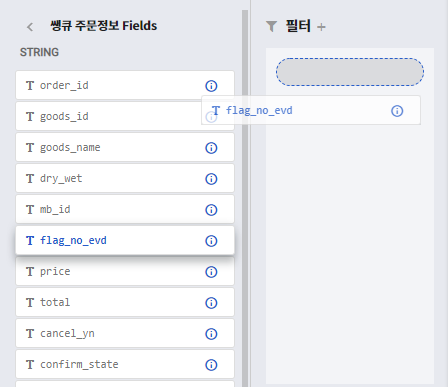 쌩큐 주문정보 Fields
STRING
T order_id
T goods_id
T goods_name
T dry_wet
T mb_id
T flag_no_evd
T price
T total
T cancel_yn
T confirm_state
필터 +
T flag_no_evd